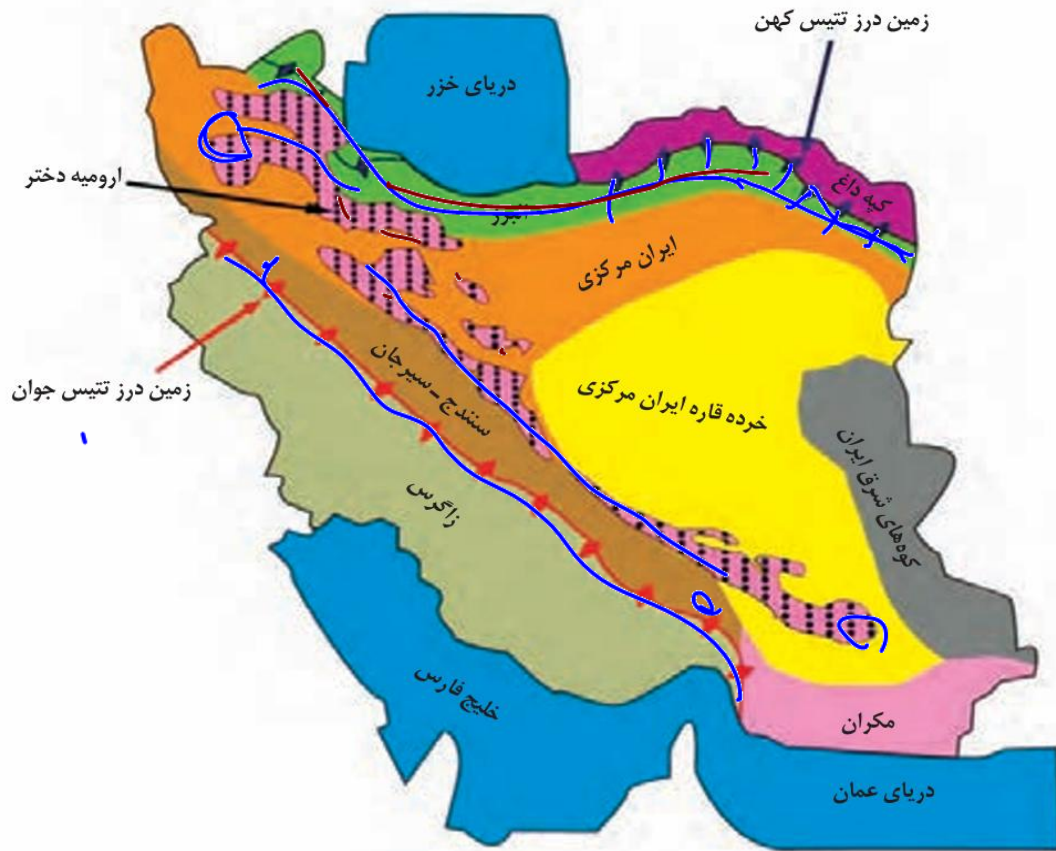 زمین درز تتیس کهن
دریای خزر
کپه داغ
ارومیه دختر
البرز
ایران مرکزی
زمین درز تتیس جوان
سنندج - سیرجان
خرده قاره ایران مرکزی
کوه‌های شرق ایران
زاگرس
خلیج فارس
مکران
دریای عمان